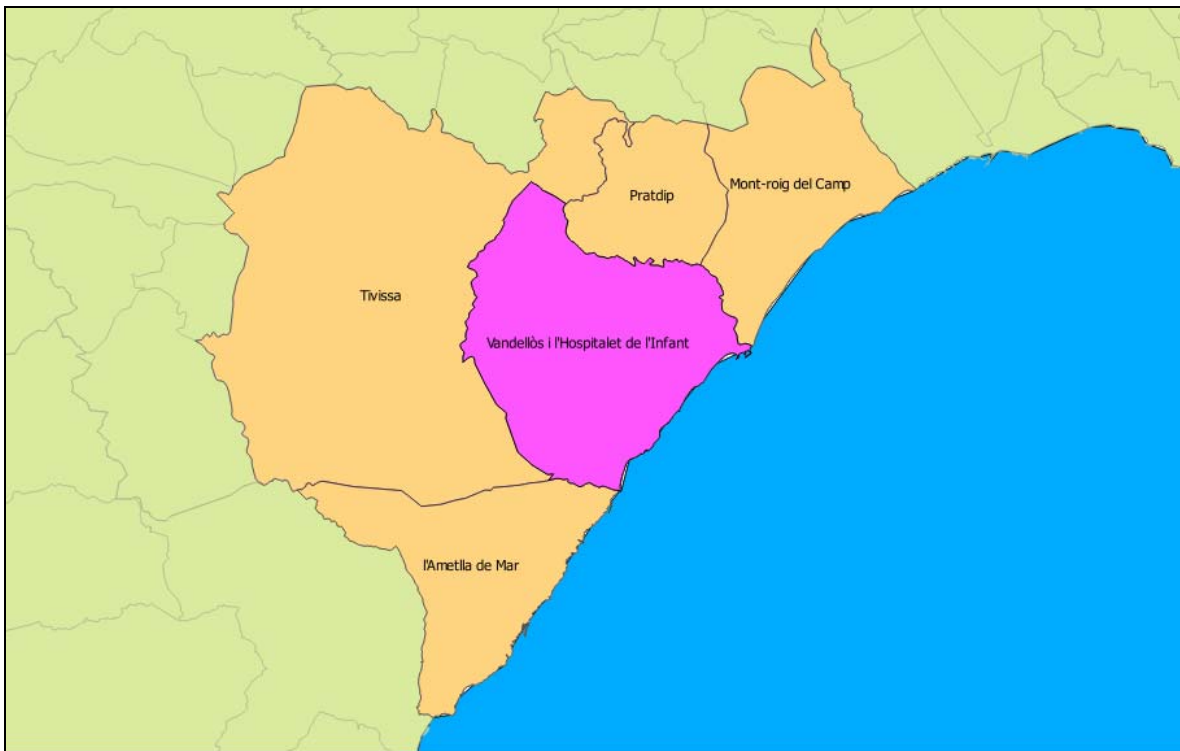 Mont-roig del Camp
Pratdip
Tivissa
Vandellòs i l'Hospitalet de l'Infant
l'Ametlla de Mar